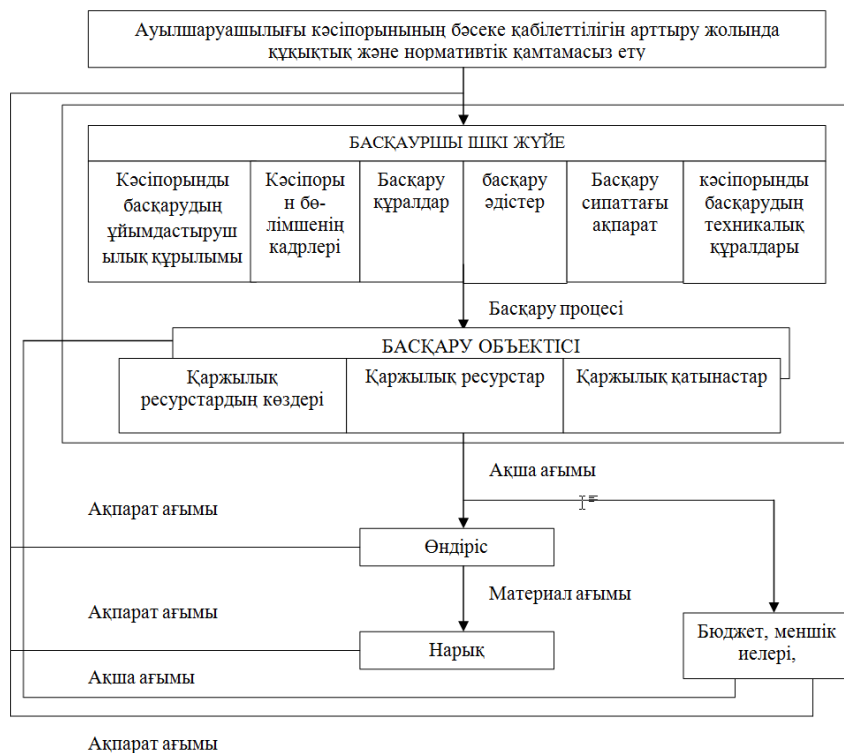 Ауылшаруашылығы кәсіпорынының бәсеке қабілеттілігін арттыру жолында
құқықтық және нормативтік қамтамасыз ету
БАСҚАУРШЫ ІШКІ ЖҮЙЕ
Кәсіпорынды
басқарудың
ұйымдастыруш
ылық құрылымы
Кәсіпоры
н бө-
лімшенің
кадрлері
Басқару
құралдар
басқару
әдістер
Басқару
сипаттағы
ақпарат
кәсіпорынды
басқарудың
техникалық
құралдары
Басқару процесі
БАСҚАРУ ОБЪЕКТІСІ
Қаржылық
ресурстардың көздері
Қаржылық ресурстар
Қаржылық қатынастар
Ақша ағымы
Ақпарат ағымы
Өндіріс
Материал ағымы
Ақпарат ағымы
Бюджет, меншік
иелері,
Нарық
Ақша ағымы
Ақпарат ағымы